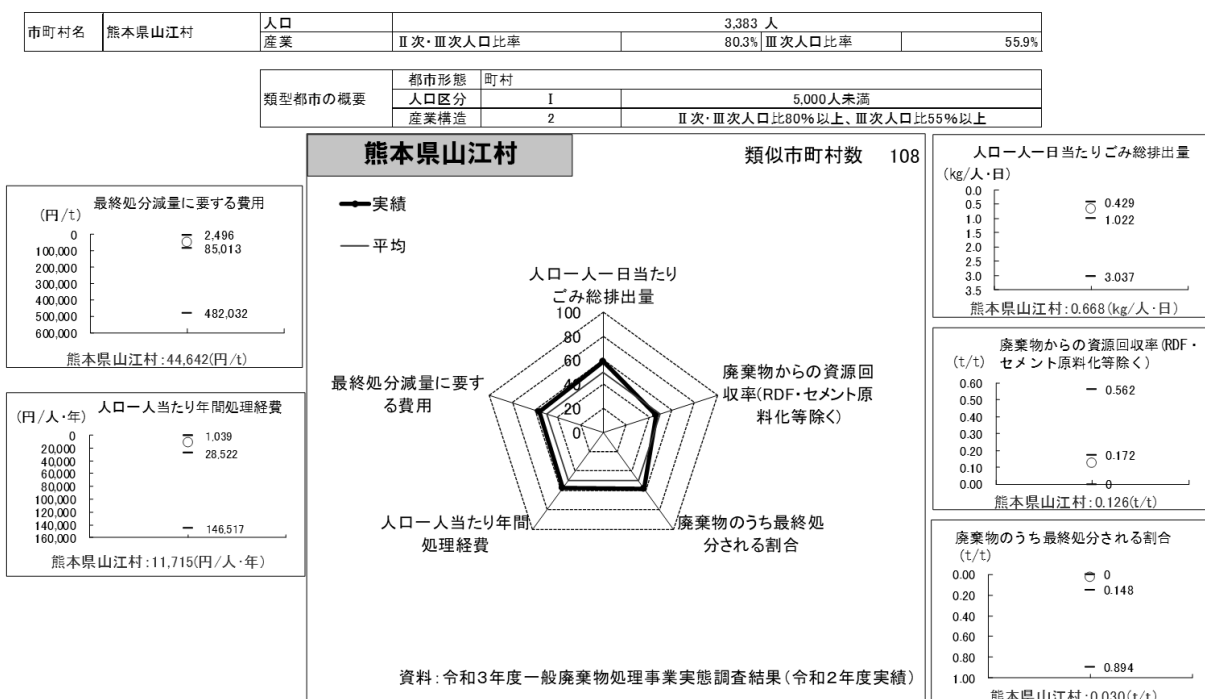 市町村名 熊本県山江村 人口 3,383 人
産業 Ⅱ次・Ⅲ次人口比率 80.3% Ⅲ次人口比率 55.9%
類型都市の概要 都市形態 町村
人口区分 Ⅰ 5,000人未満
産業構造 2 Ⅱ次・Ⅲ次人口比80%以上、Ⅲ次人口比55%以上
熊本県山江村 類似市町村数 108
実績
平均
人口一人一日当たり
ごみ総排出量
100
80
60
40
20
0
廃棄物からの資源回
収率(RDF・セメント原
料化等除く)
廃棄物のうち最終処
分される割合
人口一人当たり年間
処理経費
最終処分減量に要す
る費用
資料:令和3年度一般廃棄物処理事業実態調査結果(令和2年度実績)
最終処分減量に要する費用
(円/t)
0
100,000
200,000
300,000
400,000
500,000
600,000
2,496
85,013
482,032
熊本県山江村:44,642(円/t)
人口一人当たり年間処理経費
(円/人・年)
0
20,000
40,000
60,000
80,000
100,000
120,000
140,000
160,000
1,039
28,522
146,517
熊本県山江村:11,715(円/人・年)
人口一人一日当たりごみ総排出量
(kg/人・日)
0.0
0.5
1.0
1.5
2.0
2.5
3.0
3.5
0.429
1.022
3.037
熊本県山江村:0.668(kg/人・日)
廃棄物からの資源回収率(RDF・
(t/t) セメント原料化等除く)
0.60
0.50
0.40
0.30
0.20
0.10
0.00
0.562
0.172
0
熊本県山江村:0.126(t/t)
廃棄物のうち最終処分される割合
(t/t)
0.00
0.20
0.40
0.60
0.80
1.00
0
0.148
0.894
熊本県山江村:0.030(t/t)